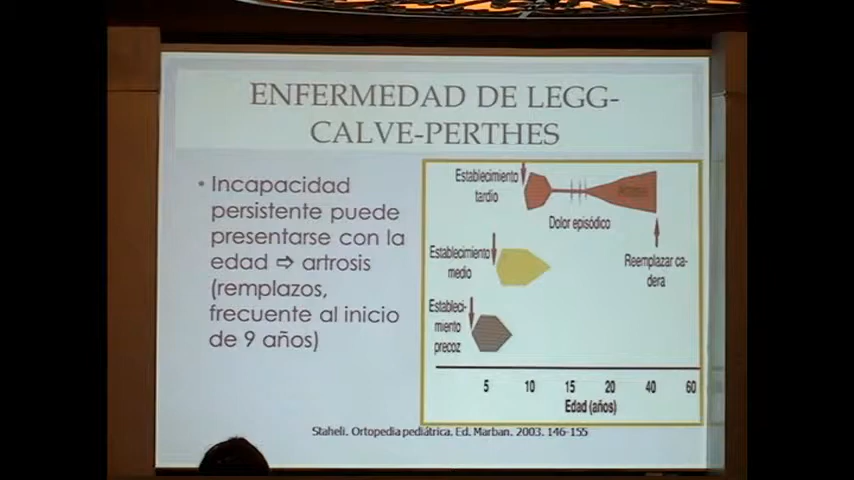 ENFERMEDAD DE LEGG-
CALVE-PERTHES
• Incapacidad
persistente puede
presentarse con la
edad ⇨ artrosis
(remplazos,
frecuente al inicio
de 9 años)
Establecimiento
tardío
Dolor episódico
Reemplazar ca-
dera
Establecimiento
medio
Estableci-
miento
precoz
5 10 15 20 40 60
Edad (años)
Staheli. Ortopedia pediátrica. Ed. Marban. 2003. 146-155